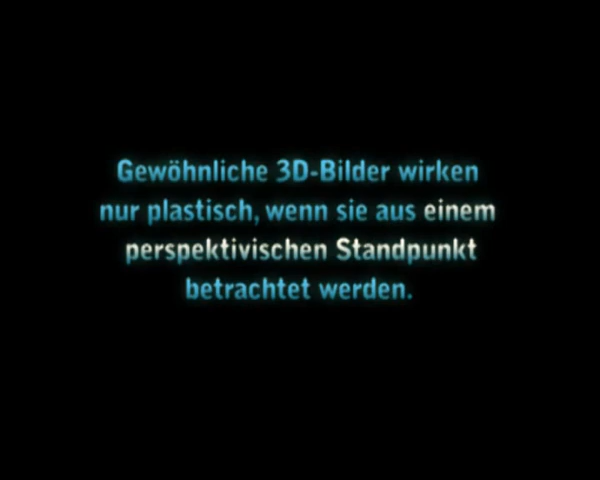 Gewöhnliche 3D-Bilder wirken
nur plastisch, wenn sie aus einem
perspektivischen Standpunkt
betrachtet werden.